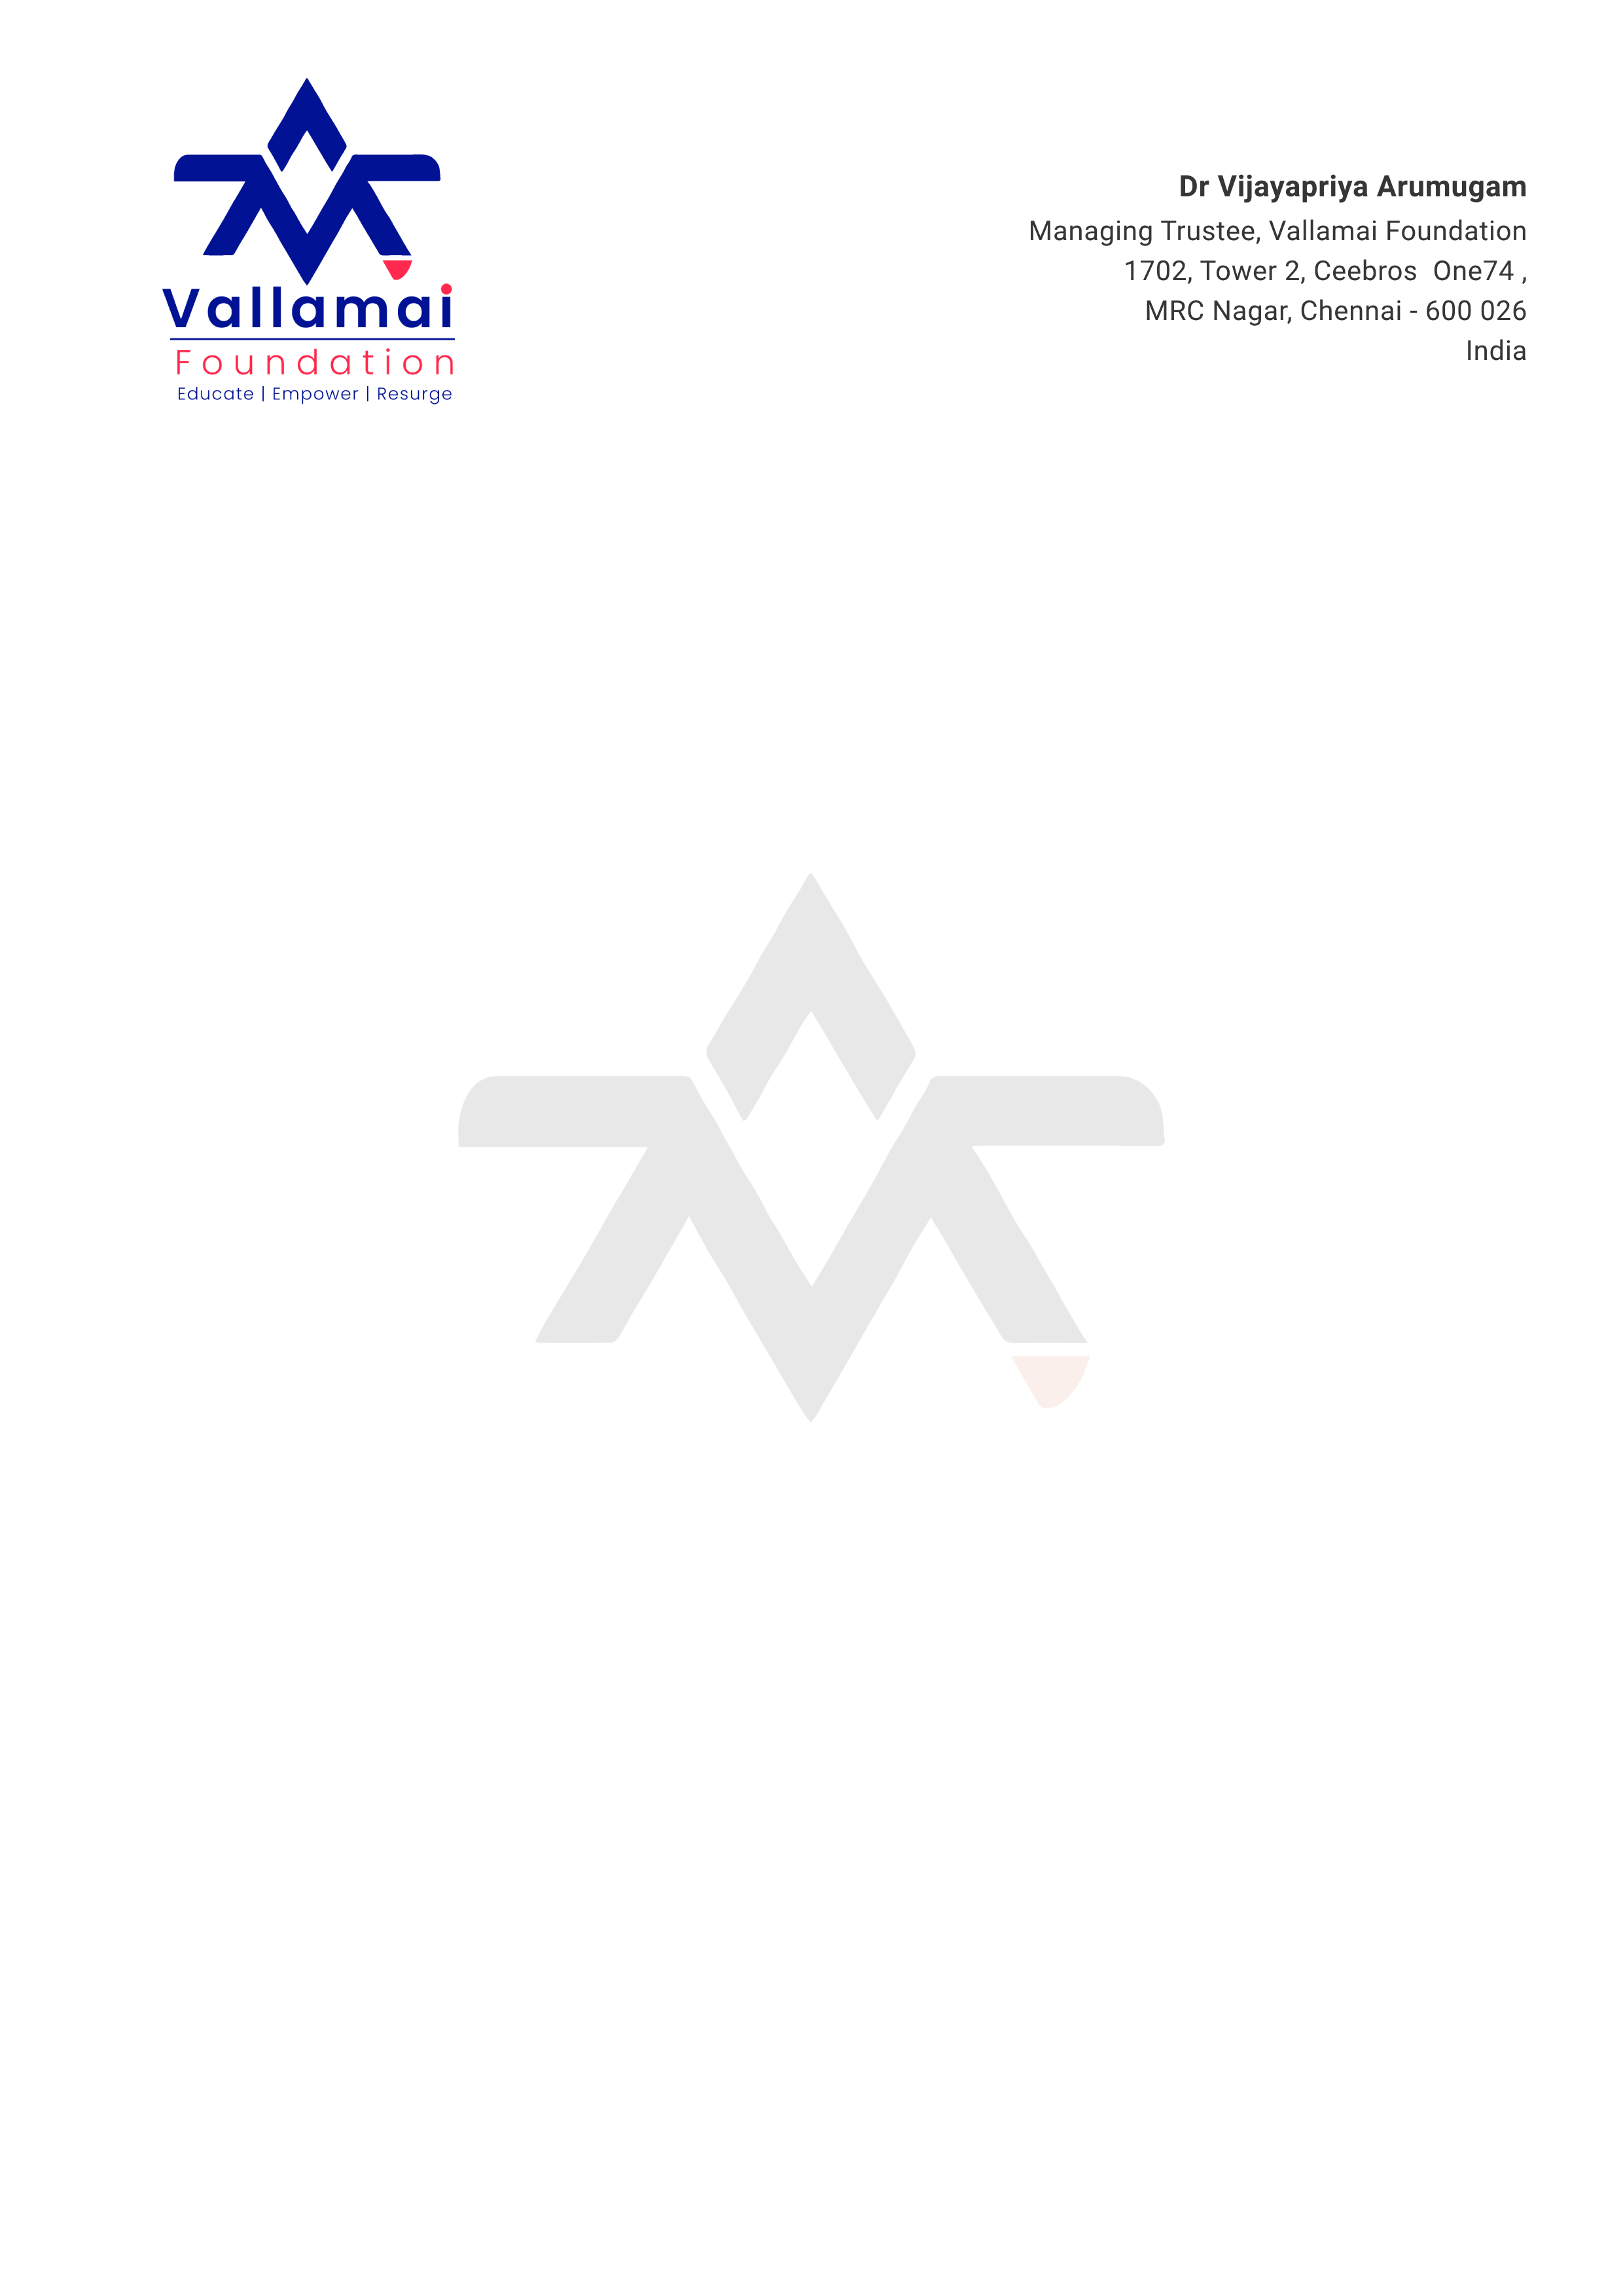 Vallamai
Foundation
Educate | Empower | Resurge
Dr Vijayapriya Arumugam
Managing Trustee, Vallamai Foundation
1702, Tower 2, Ceebros  One74 ,
MRC Nagar, Chennai - 600 026
India